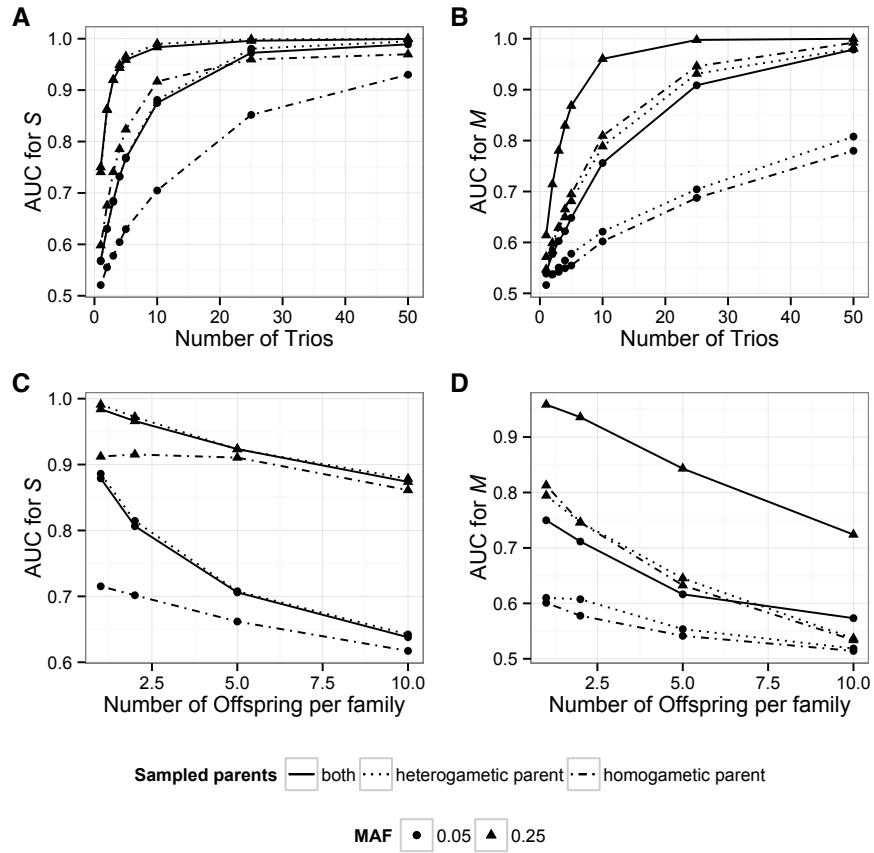 A
B
AUC for S
1.0
0.9
0.8
0.7
0.6
0.5
0 10 20 30 40 50
Number of Trios
AUC for M
1.0
0.9
0.8
0.7
0.6
0.5
0 10 20 30 40 50
Number of Trios
C
D
AUC for S
1.0
0.9
0.8
0.7
0.6
2.5 5.0 7.5 10.0
Number of Offspring per family
AUC for M
0.9
0.8
0.7
0.6
0.5
2.5 5.0 7.5 10.0
Number of Offspring per family
Sampled parents both heterogametic parent homogametic parent
MAF 0.05 0.25